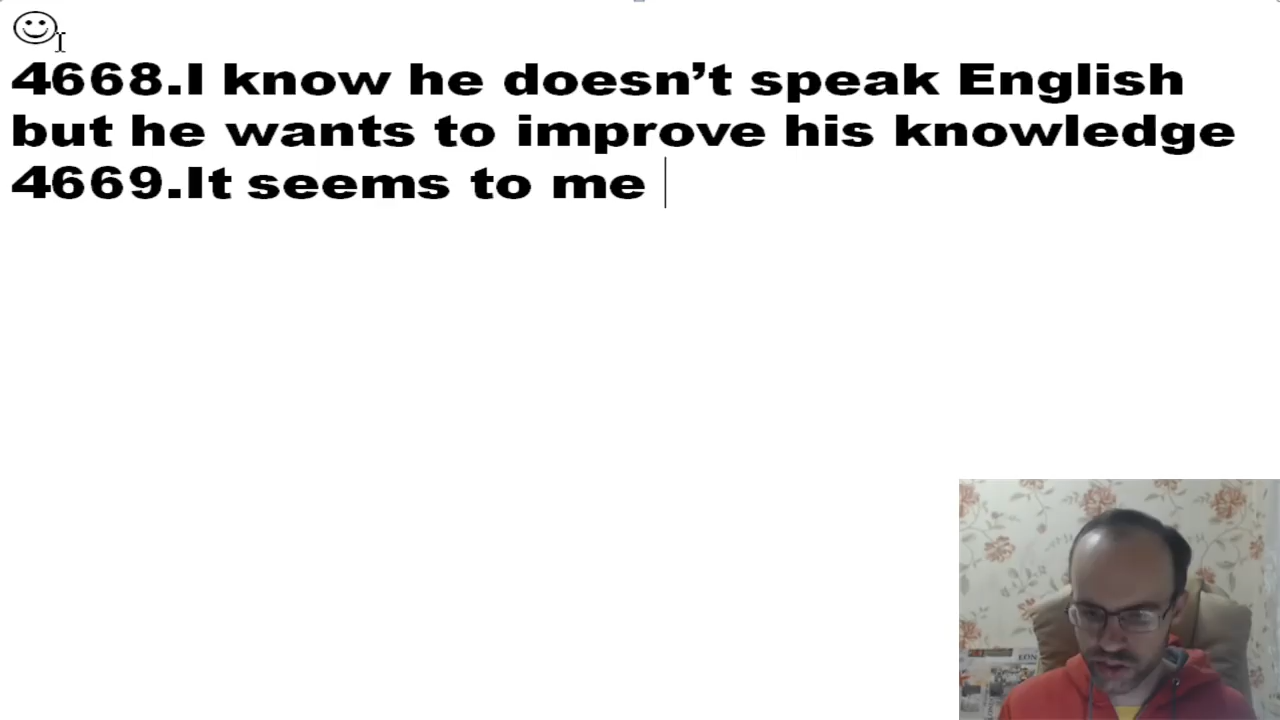 4668.I know he doesn’t speak English
but he wants to improve his knowledge
4669.It seems to me